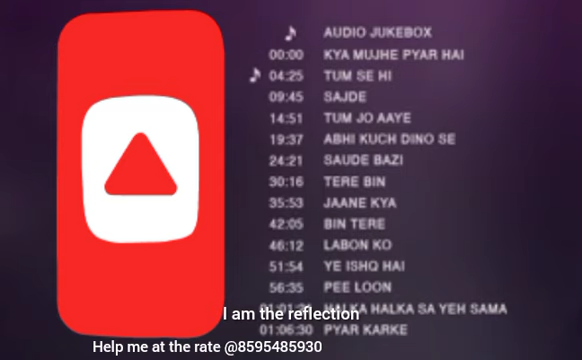 AUDIO JUKEBOX
00:00 KYA MUJHE PYAR HAI
04:25 TUM SE HI
09:45 SAJDE
14:51 TUM JO AAYE
19:37 ABHI KUCH DINO SE
24:21 SAUDE BAZI
30:16 TERE BIN
35:53 JAANE KYA
42:05 BIN TERE
46:12 LABON KO
51:54 YE ISHQ HAI
56:35 PEE LOON
HALKA HALKA SA YEH SAMA
I am the reflection
01:06:30 PYAR KARKE
Help me at the rate @8595485930